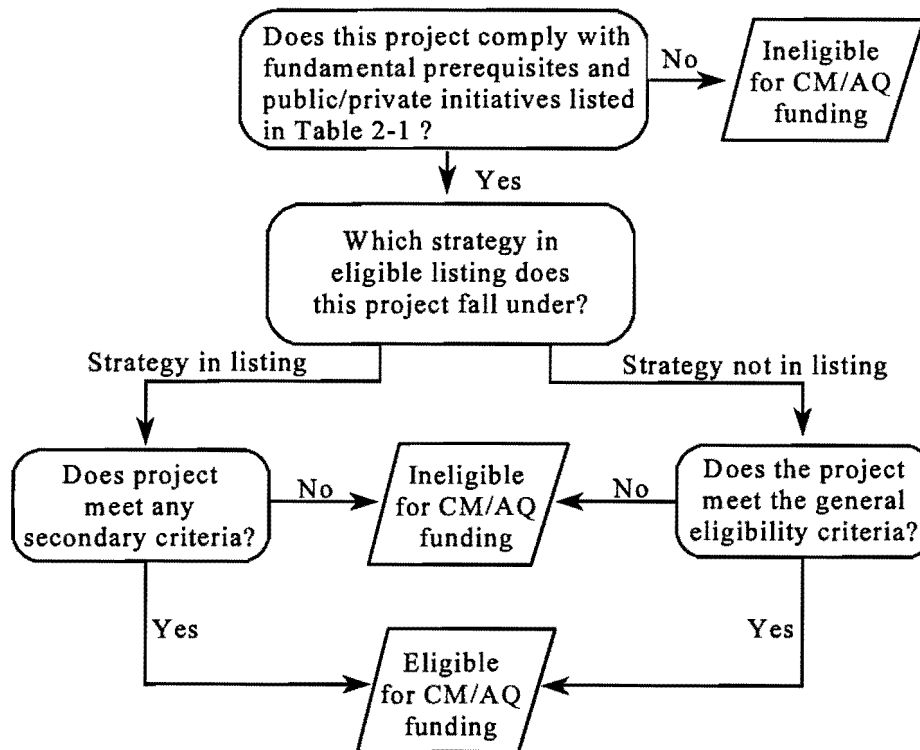 Does this project comply with
fundamental prerequisites and
public/private initiatives listed
in Table 2-1 ?
No
Ineligible
for CM/AQ
funding
Yes
Which strategy in
eligible listing does
this project fall under?
Strategy in listing
Strategy not in listing
Does project
meet any
secondary criteria?
No
Ineligible
for CM/AQ
funding
No
Does the project
meet the general
eligibility criteria?
Yes
Yes
Eligible
for CM/AQ
funding